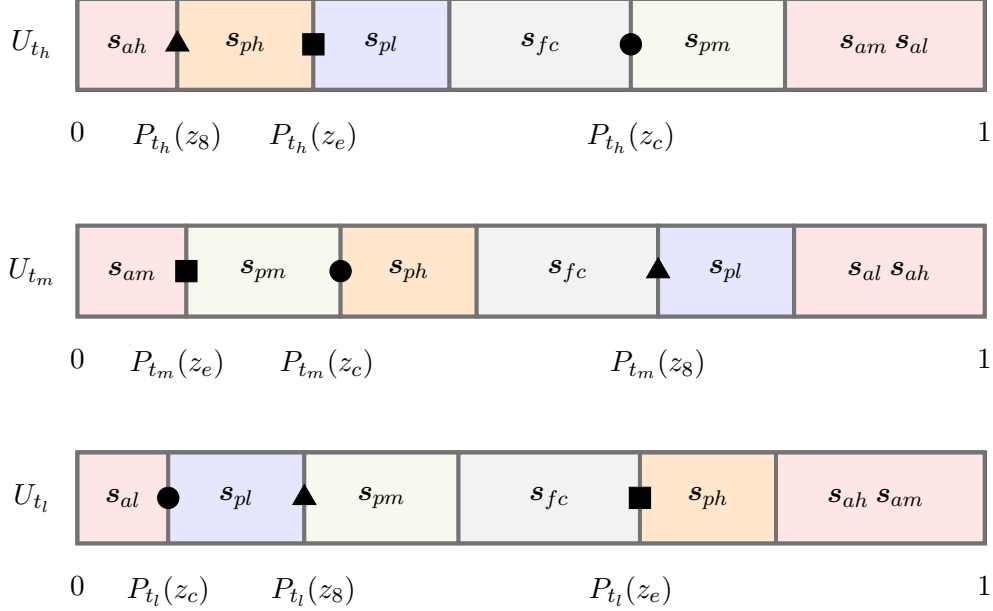 U_{t_h} s_{ah} s_{ph} s_{pl} s_{fc} s_{pm} s_{am} s_{al}
0 P_{t_h}(z_8) P_{t_h}(z_e) P_{t_h}(z_c) 1
U_{t_m} s_{am} s_{pm} s_{ph} s_{fc} s_{pl} s_{al} s_{ah}
0 P_{t_m}(z_e) P_{t_m}(z_c) P_{t_m}(z_8) 1
U_{t_l} s_{al} s_{pl} s_{pm} s_{fc} s_{ph} s_{ah} s_{am}
0 P_{t_l}(z_c) P_{t_l}(z_8) P_{t_l}(z_e) 1